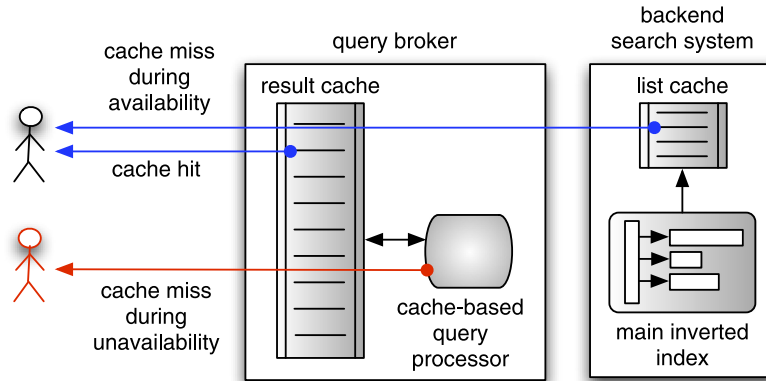 cache miss
during
availability
query broker
backend
search system
result cache
list cache
cache hit
cache miss
during
unavailability
cache-based
query
processor
main inverted
index